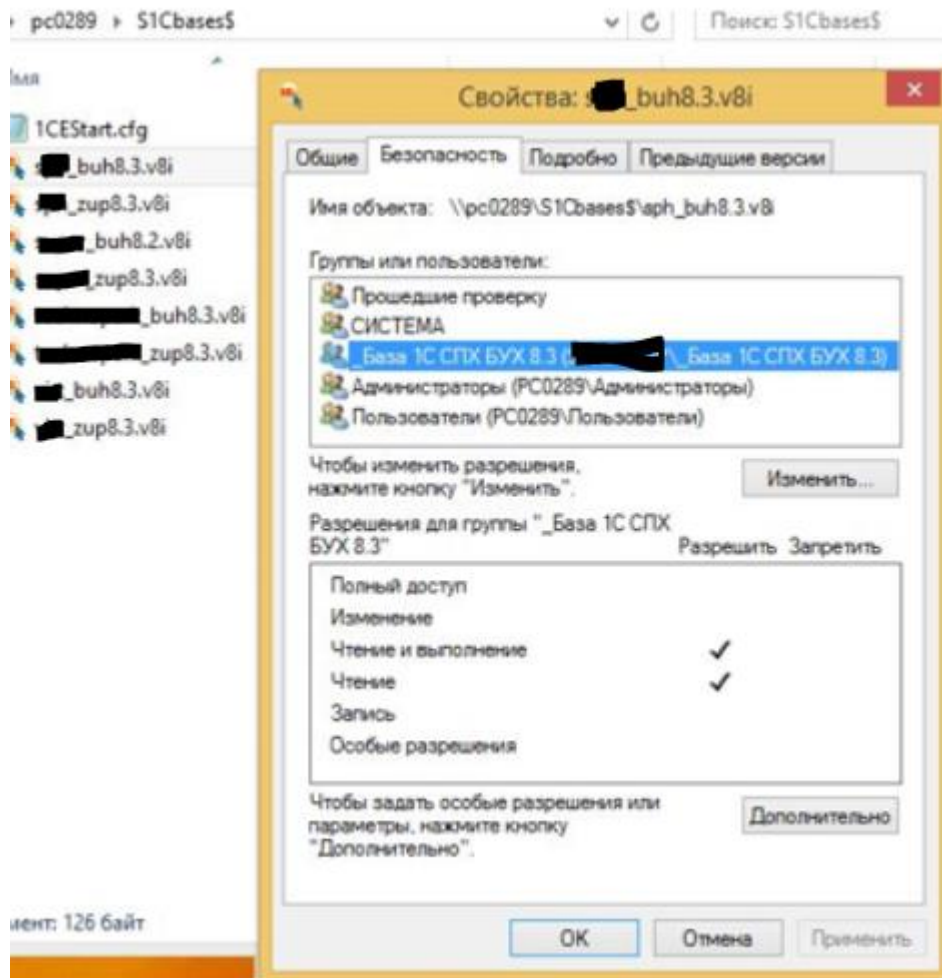 pc0289 › S1Cbases$
Поиск: S1Cbases$
Имя
1CEStart.cfg
s_buh8.3.v8i
_zup8.3.v8i
_buh8.2.v8i
_zup8.3.v8i
_buh8.3.v8i
_zup8.3.v8i
_buh8.3.v8i
_zup8.3.v8i
Свойства: s_buh8.3.v8i
Общие Безопасность Подробно Предыдущие версии
Имя объекта: \\pc0289\S1Cbases$\sph_buh8.3.v8i
Группы или пользователи:
Прошедшие проверку
СИСТЕМА
_База 1С СПХ БУХ 8.3 (\_База 1С СПХ БУХ 8.3)
Администраторы (PC0289\Администраторы)
Пользователи (PC0289\Пользователи)
Чтобы изменить разрешения,
нажмите кнопку "Изменить".
Изменить...
Разрешения для группы "_База 1С СПХ
БУХ 8.3"
Разрешить Запретить
Полный доступ
Изменение
Чтение и выполнение
Чтение
Запись
Особые разрешения
Чтобы задать особые разрешения или
параметры, нажмите кнопку
"Дополнительно".
Дополнительно
мент: 126 байт
ОК Отмена Применить